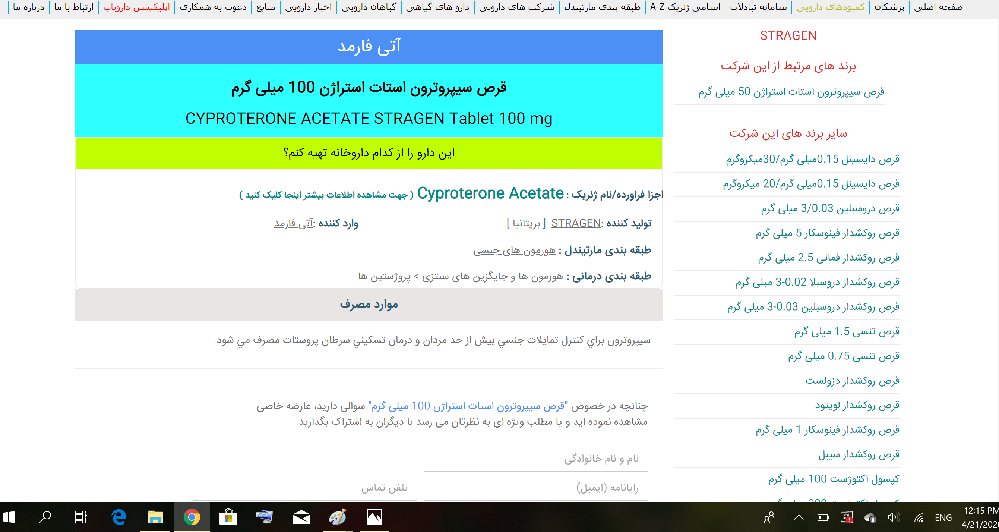 صفحه اصلی
پزشکان
کمبودهای دارویی
سامانه تبادلات
اسامی ژنریک A-Z
طبقه بندی مارتیندل
شرکت های دارویی
دارو های گیاهی
گیاهان دارویی
اخبار دارویی
منابع
دعوت به همکاری
اپلیکیشن دارویاب
ارتباط با ما
درباره ما
STRAGEN
برند های مرتبط از این شرکت
قرص سیپروترون استات استراژن 50 میلی گرم
سایر برند های این شرکت
قرص دایسینل 0.15میلی گرم/30میکروگرم
قرص دایسینل 0.15میلی گرم/20 میکروگرم
قرص دروسبلین 3/0.03 میلی گرم
قرص روکشدار فینوسکار 5 میلی گرم
قرص روکشدار فماتی 2.5 میلی گرم
قرص روکشدار دروسبلا 0.02-3 میلی گرم
قرص روکشدار دروسبلین 0.03-3 میلی گرم
قرص تنسی 1.5 میلی گرم
قرص تنسی 0.75 میلی گرم
قرص روکشدار دزولست
قرص روکشدار لویتود
قرص روکشدار فینوسکار 1 میلی گرم
قرص روکشدار سیبل
کپسول اکتوژست 100 میلی گرم
آتی فارمد
قرص سیپروترون استات استراژن 100 میلی گرم
CYPROTERONE ACETATE STRAGEN Tablet 100 mg
این دارو را از کدام داروخانه تهیه کنم؟
اجزا فراورده/نام ژنریک : Cyproterone Acetate ( جهت مشاهده اطلاعات بیشتر اینجا کلیک کنید )
تولید کننده :STRAGEN [ بریتانیا ] وارد کننده :آتی فارمد
طبقه بندی مارتیندل : هورمون های جنسی
طبقه بندی درمانی : هورمون ها و جایگزین های سنتزی > پروژستین ها
موارد مصرف
سیپروترون براي کنترل تمایلات جنسي بیش از حد مردان و درمان تسکیني سرطان پروستات مصرف مي شود.
چنانچه در خصوص "قرص سیپروترون استات استراژن 100 میلی گرم" سوالی دارید، عارضه خاصی
مشاهده نموده اید و یا مطلب ویژه ای به نظرتان می رسد با دیگران به اشتراک بگذارید
نام و نام خانوادگی
رایانامه (ایمیل)
تلفن تماس
ENG
12:15 PM
4/21/2020